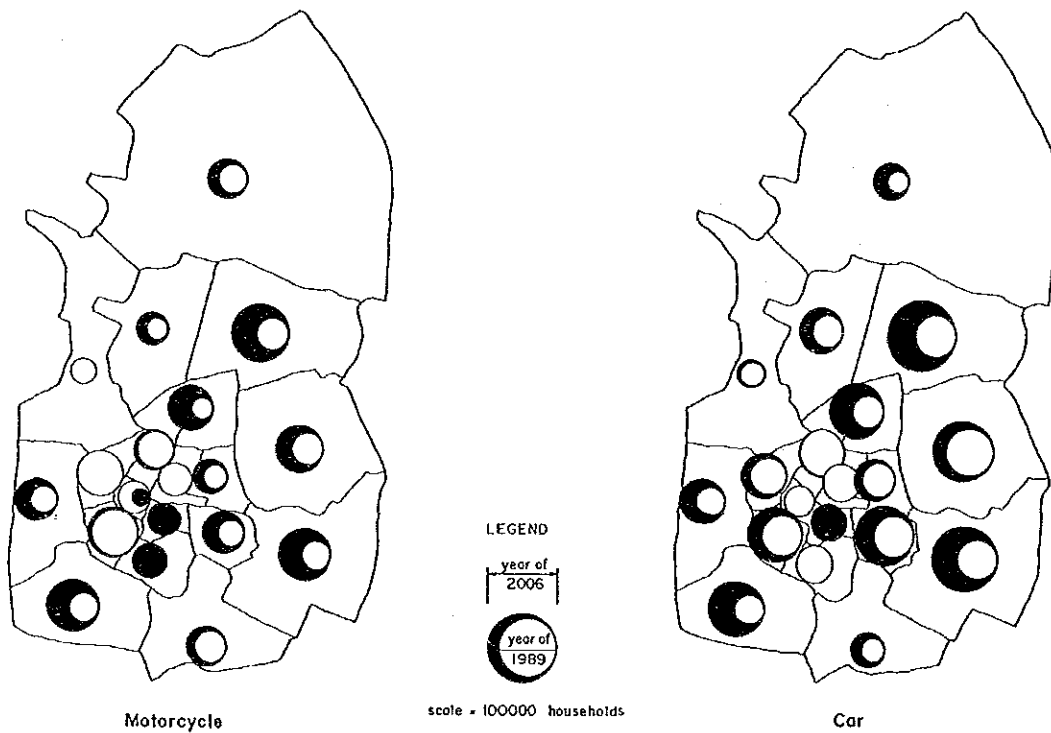 LEGEND
year of
2006
year of
1989
scale = 100000 households
Motorcycle
Car